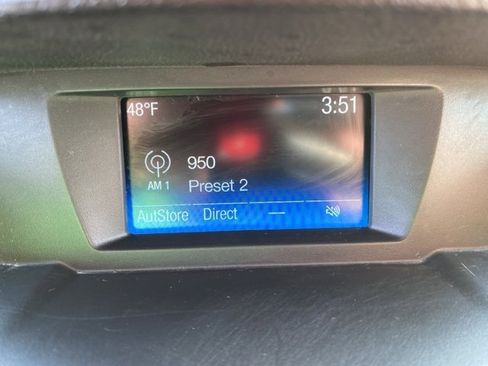 48°F 3:51
950
AM 1 Preset 2
AutStore Direct —